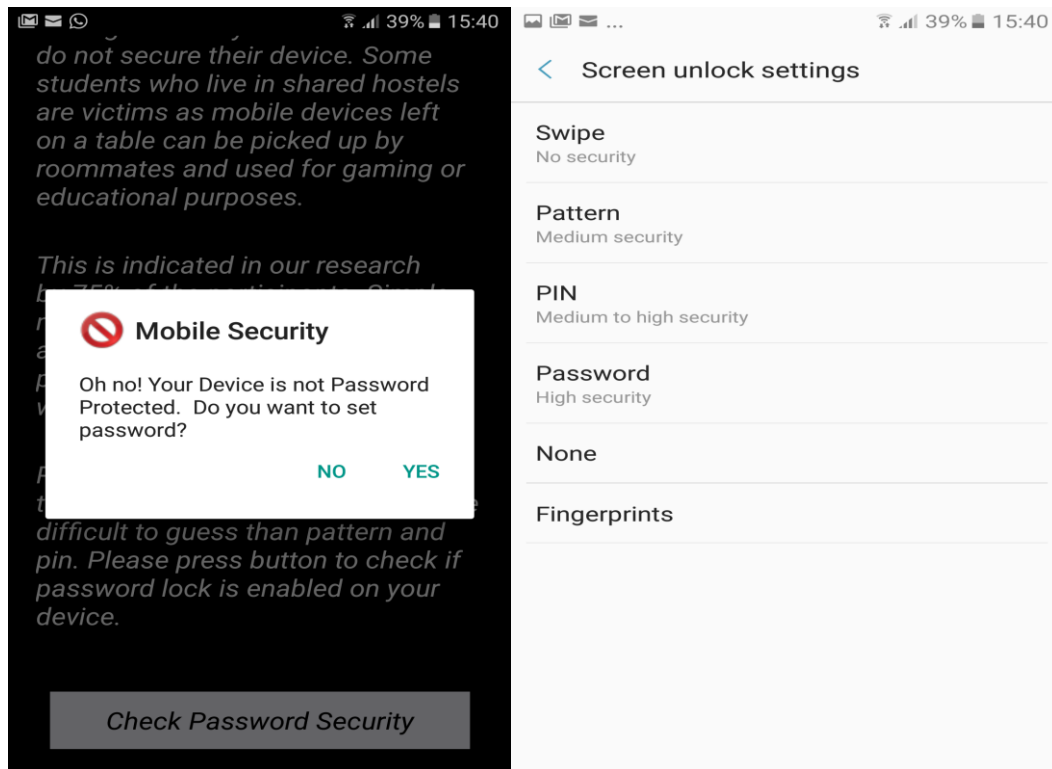 39% 15:40
do not secure their device. Some
students who live in shared hostels
are victims as mobile devices left
on a table can be picked up by
roommates and used for gaming or
educational purposes.
This is indicated in our research
Mobile Security
Oh no! Your Device is not Password
Protected. Do you want to set
password?
NO YES
difficult to guess than pattern and
pin. Please press button to check if
password lock is enabled on your
device.
Check Password Security
... 39% 15:40
Screen unlock settings
Swipe
No security
Pattern
Medium security
PIN
Medium to high security
Password
High security
None
Fingerprints